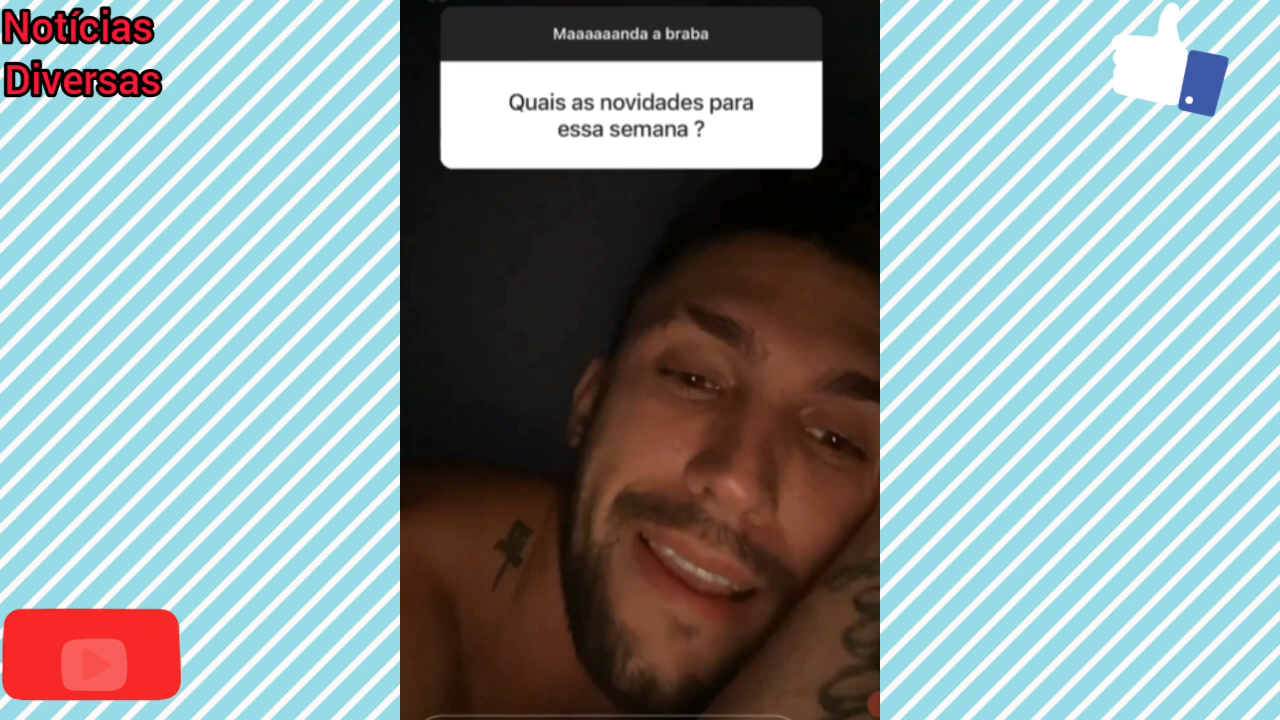 Notícias
Diversas
Maaaaaanda a braba
Quais as novidades para
essa semana ?